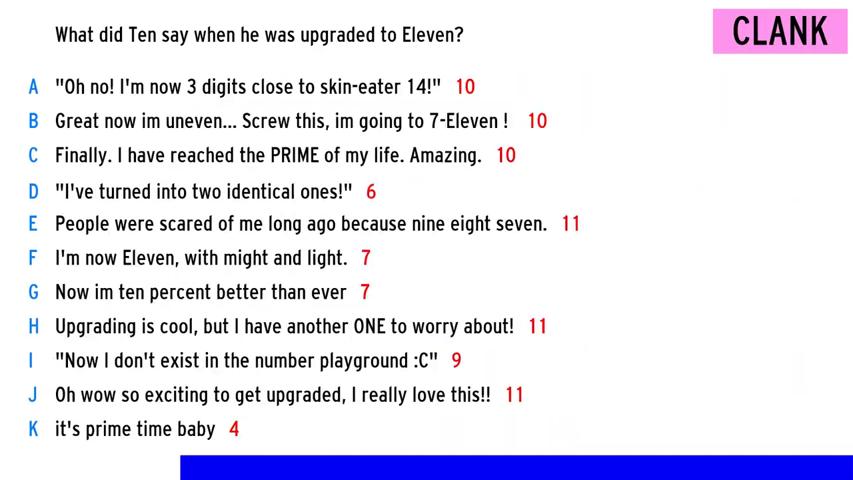 What did Ten say when he was upgraded to Eleven?
CLANK
A "Oh no! I'm now 3 digits close to skin-eater 14!" 10
B Great now im uneven... Screw this, im going to 7-Eleven ! 10
C Finally. I have reached the PRIME of my life. Amazing. 10
D "I've turned into two identical ones!" 6
E People were scared of me long ago because nine eight seven. 11
F I'm now Eleven, with might and light. 7
G Now im ten percent better than ever 7
H Upgrading is cool, but I have another ONE to worry about! 11
I "Now I don't exist in the number playground :C" 9
J Oh wow so exciting to get upgraded, I really love this!! 11
K it's prime time baby 4